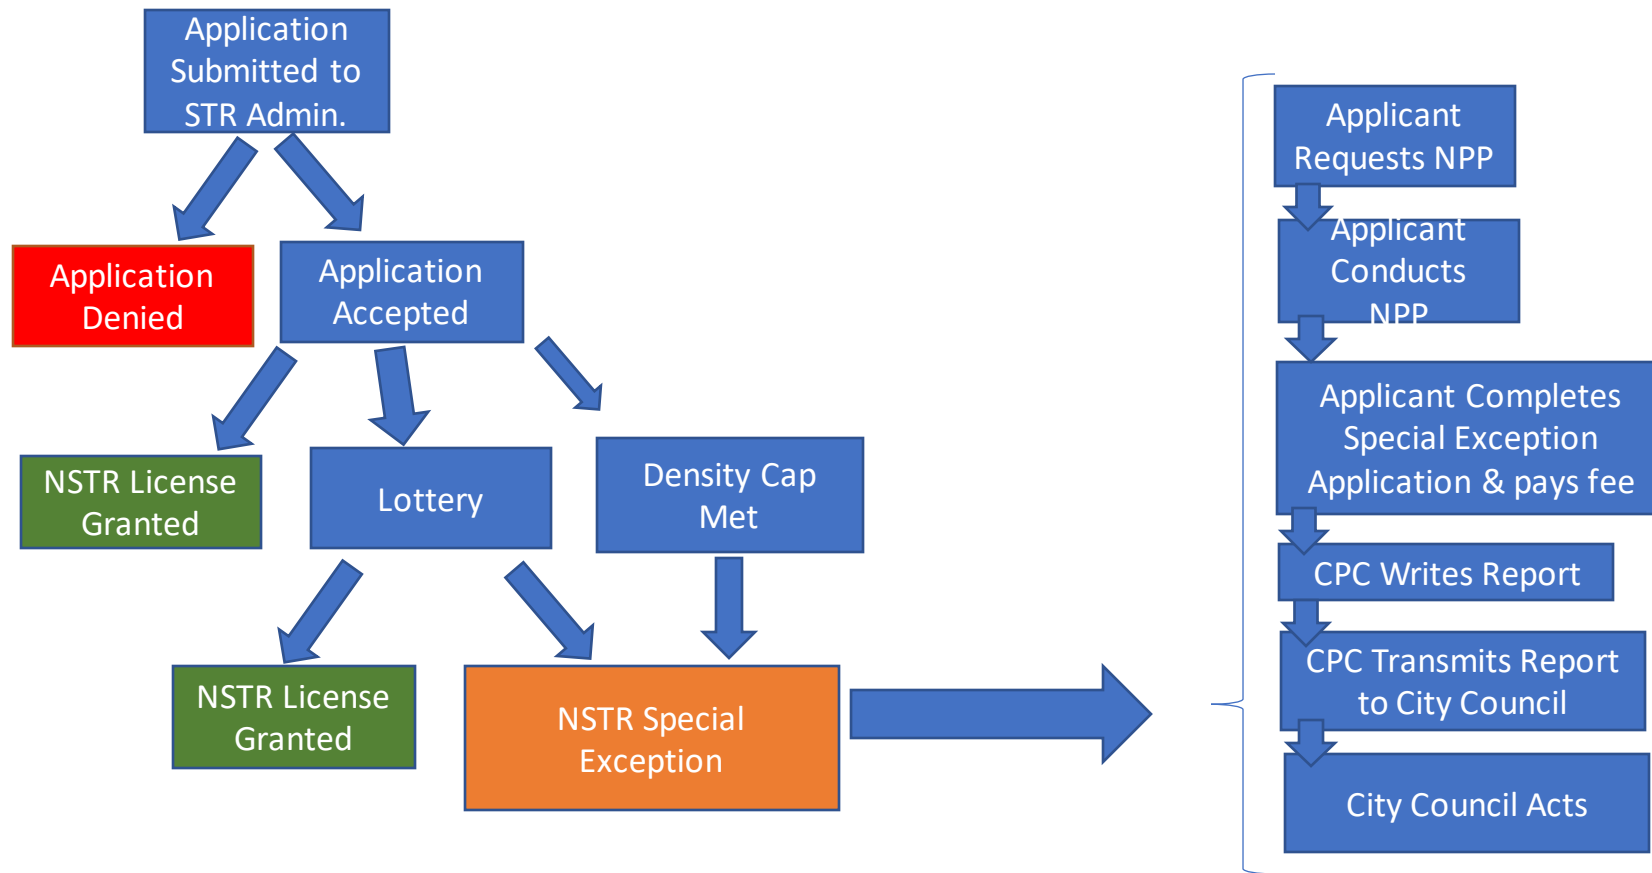 Application
Submitted to
STR Admin.
Application
Denied
Application
Accepted
NSTR License
Granted
Lottery
Density Cap
Met
NSTR License
Granted
NSTR Special
Exception
Applicant
Requests NPP
Applicant
Conducts
NPP
Applicant Completes
Special Exception
Application & pays fee
CPC Writes Report
CPC Transmits Report
to City Council
City Council Acts